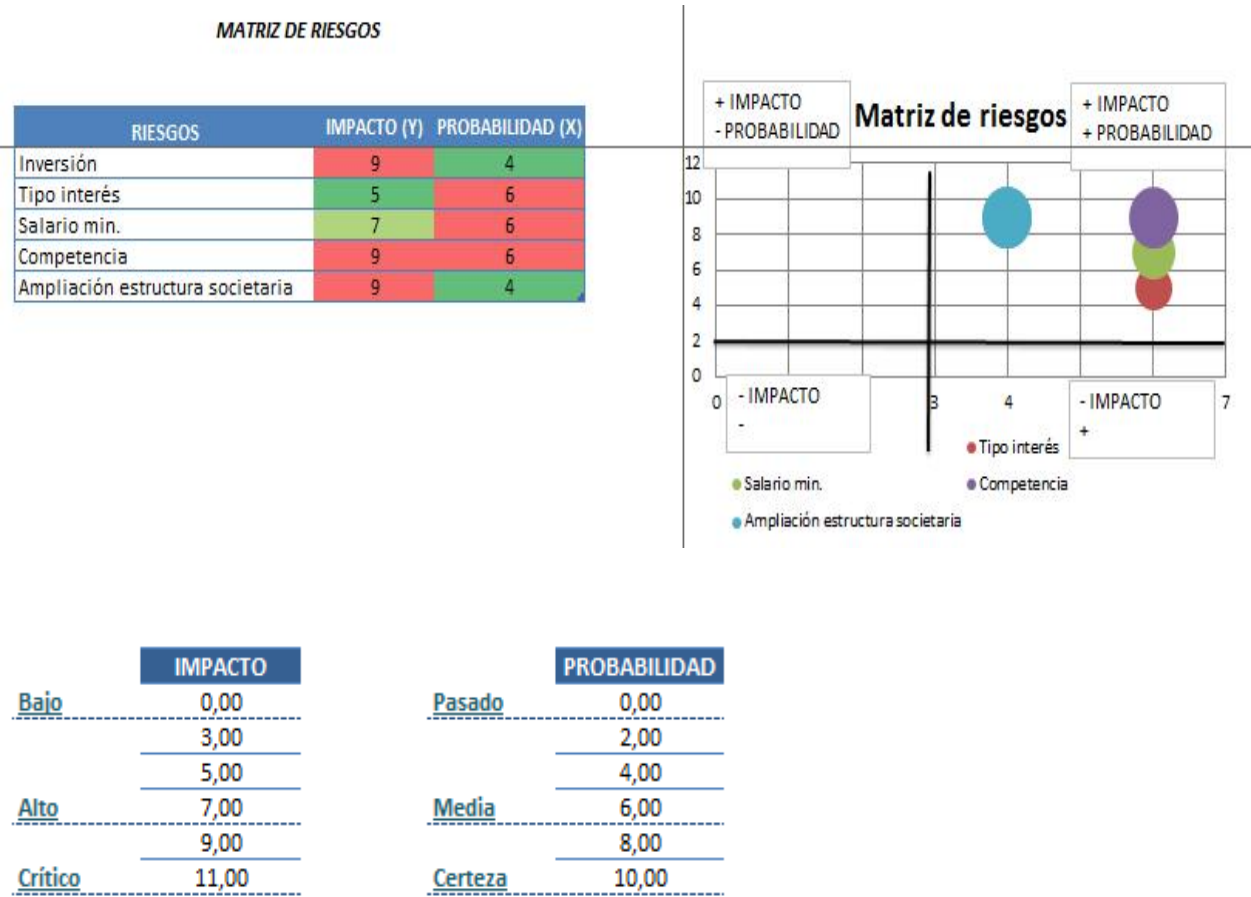 MATRIZ DE RIESGOS
RIESGOS IMPACTO (Y) PROBABILIDAD (X)
Inversión 9 4
Tipo interés 5 6
Salario min. 7 6
Competencia 9 6
Ampliación estructura societaria 9 4
+ IMPACTO
- PROBABILIDAD
Matriz de riesgos
+ IMPACTO
+ PROBABILIDAD
12
10
8
6
4
2
0
0 3 4 7
- IMPACTO
-
- IMPACTO
+
Tipo interés
Salario min.
Competencia
Ampliación estructura societaria
IMPACTO
Bajo 0,00
3,00
5,00
Alto 7,00
9,00
Crítico 11,00
PROBABILIDAD
Pasado 0,00
2,00
4,00
Media 6,00
8,00
Certeza 10,00